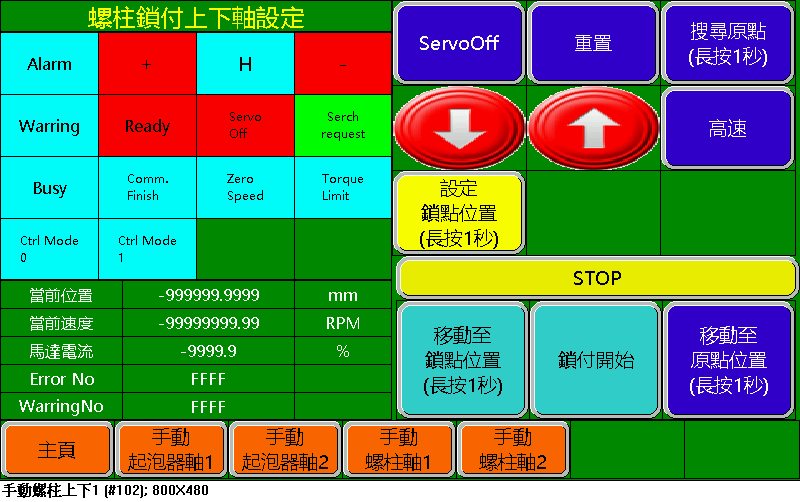 螺柱鎖付上下軸設定
Alarm
+
H
-
Warring
Ready
Servo
Off
Serch
request
Busy
Comm.
Finish
Zero
Speed
Torque
Limit
Ctrl Mode
0
Ctrl Mode
1
當前位置
-999999.9999
mm
當前速度
-99999999.99
RPM
馬達電流
-9999.9
%
Error No
FFFF
WarringNo
FFFF
ServoOff
重置
搜尋原點
(長按1秒)
高速
設定
鎖點位置
(長按1秒)
STOP
移動至
鎖點位置
(長按1秒)
鎖付開始
移動至
原點位置
(長按1秒)
主頁
手動
起泡器軸1
手動
起泡器軸2
手動
螺柱軸1
手動
螺柱軸2
手動螺柱上下1 (#102); 800X480